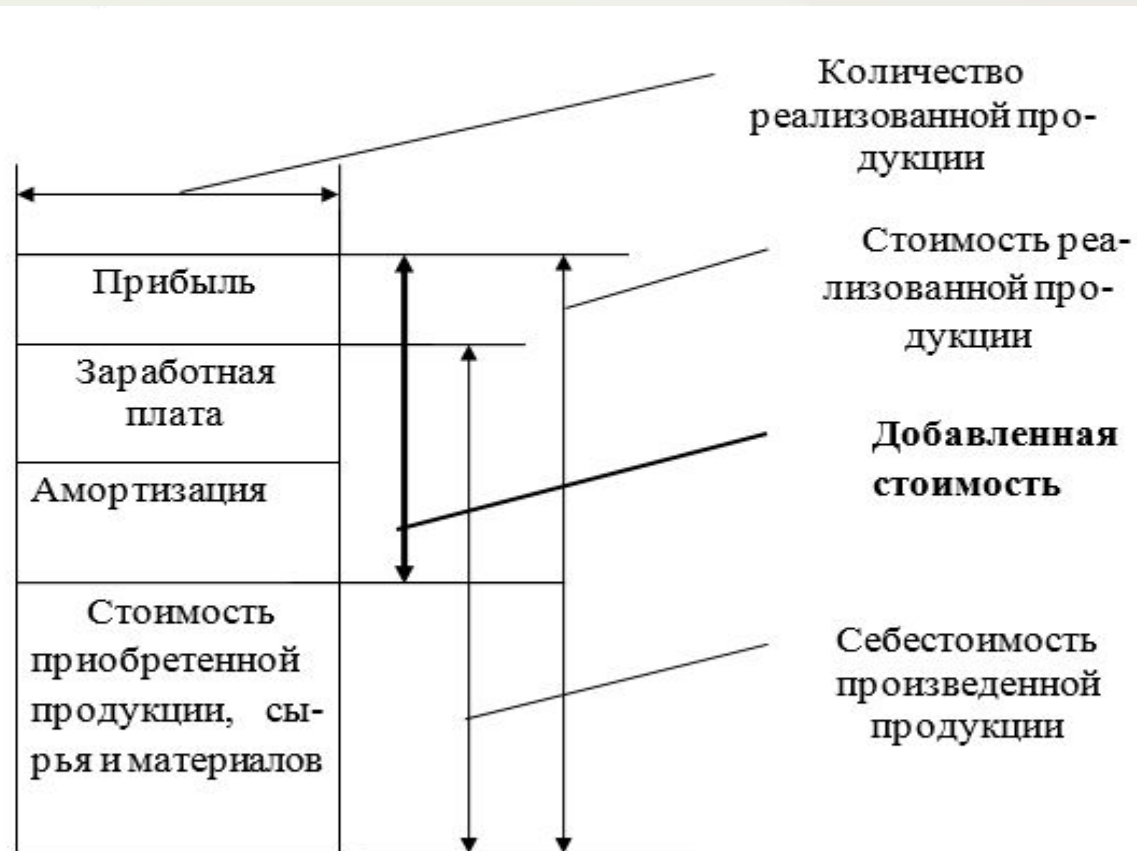 Количество
реализованной про-
дукции
Стоимость реа-
лизованной про-
дукции
Прибыль
Заработная
плата
Добавленная
стоимость
Амортизация
Стоимость
приобретенной
продукции, сы-
рья и материалов
Себестоимость
произведенной
продукции